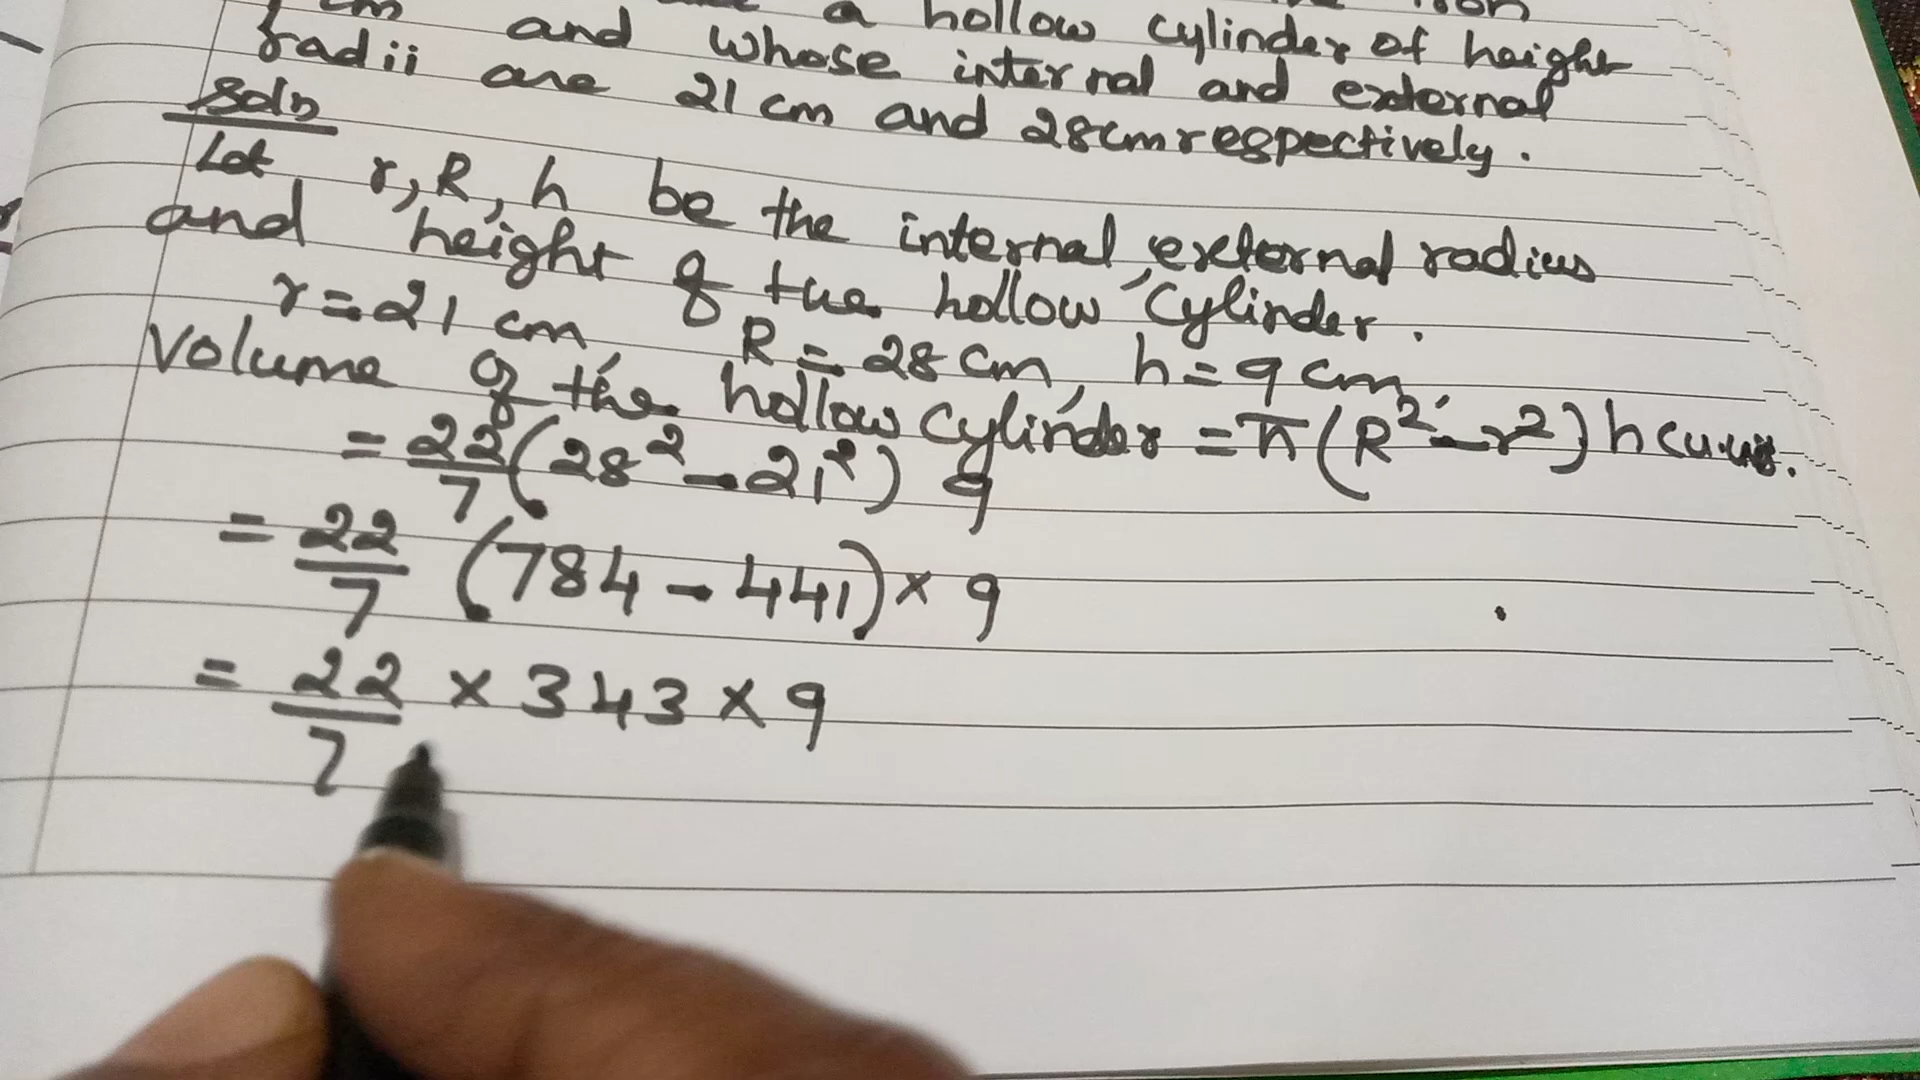 a hollow cylinder of height
cm and whose internal and external
radii are 21 cm and 28cm respectively.
Soln
Let r, R, h be the internal, external radius
and height of the hollow cylinder.
r = 21 cm, R = 28 cm, h = 9 cm,
Volume of the hollow cylinder = π (R² - r²) h cu.uts.
= 22/7 (28² - 21²) 9
= 22/7 (784 - 441) × 9
= 22/7 × 343 × 9